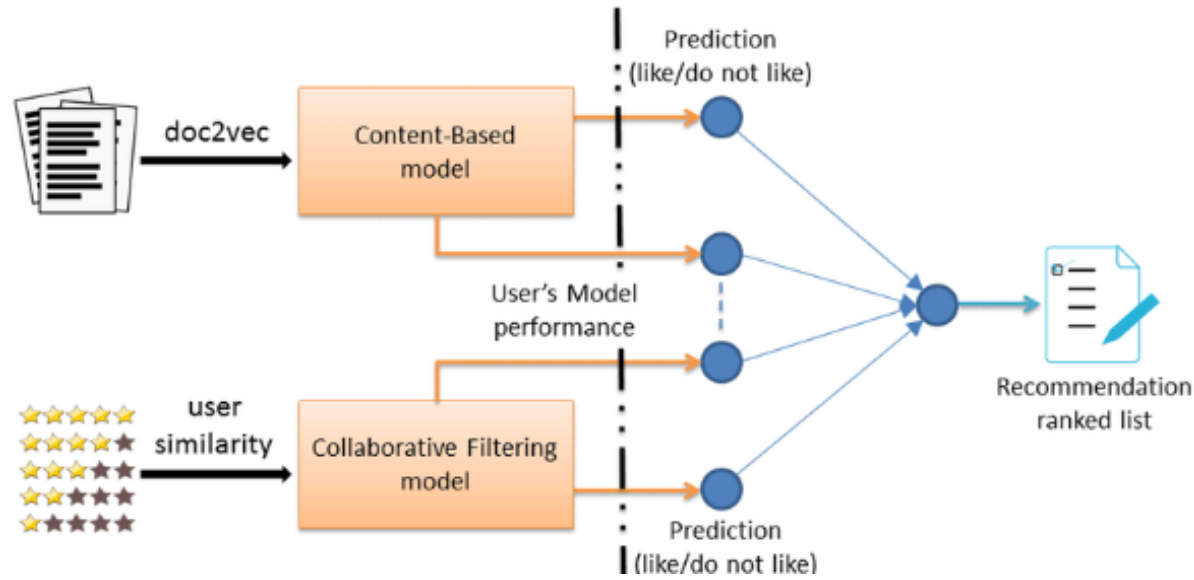 Prediction
(like/do not like)
doc2vec
Content-Based
model
User's Model
performance
user
similarity
Collaborative Filtering
model
Recommendation
ranked list
Prediction
(like/do not like)